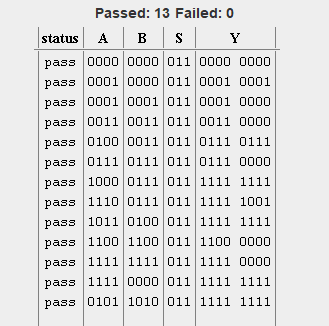 Passed: 13 Failed: 0
status A B S Y
pass 0000 0000 011 0000 0000
pass 0001 0000 011 0001 0001
pass 0001 0001 011 0001 0000
pass 0011 0011 011 0011 0000
pass 0100 0011 011 0111 0111
pass 0111 0111 011 0111 0000
pass 1000 0111 011 1111 1111
pass 1110 0111 011 1111 1001
pass 1011 0100 011 1111 1111
pass 1100 1100 011 1100 0000
pass 1111 1111 011 1111 0000
pass 1111 0000 011 1111 1111
pass 0101 1010 011 1111 1111